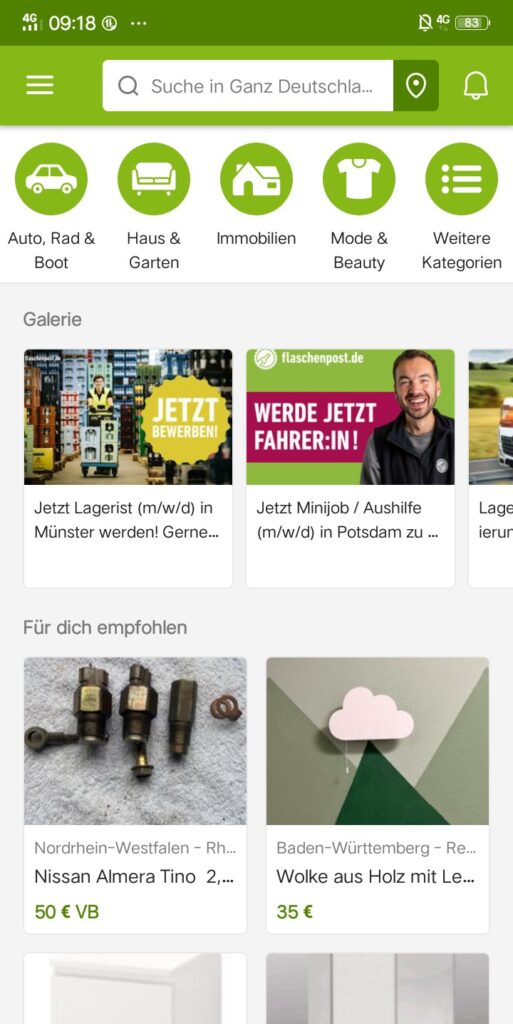 4G 09:18 ... 4G 83
Suche in Ganz Deutschla...
Auto, Rad &
Boot
Haus &
Garten
Immobilien
Mode &
Beauty
Weitere
Kategorien
Galerie
flaschenpost.de
JETZT
BEWERBEN!
flaschenpost.de
WERDE JETZT
FAHRER:IN!
Jetzt Lagerist (m/w/d) in
Münster werden! Gerne...
Jetzt Minijob / Aushilfe
(m/w/d) in Potsdam zu ...
Lage
ierun
Für dich empfohlen
Nordrhein-Westfalen - Rh...
Nissan Almera Tino 2,...
50 € VB
Baden-Württemberg - Re...
Wolke aus Holz mit Le...
35 €